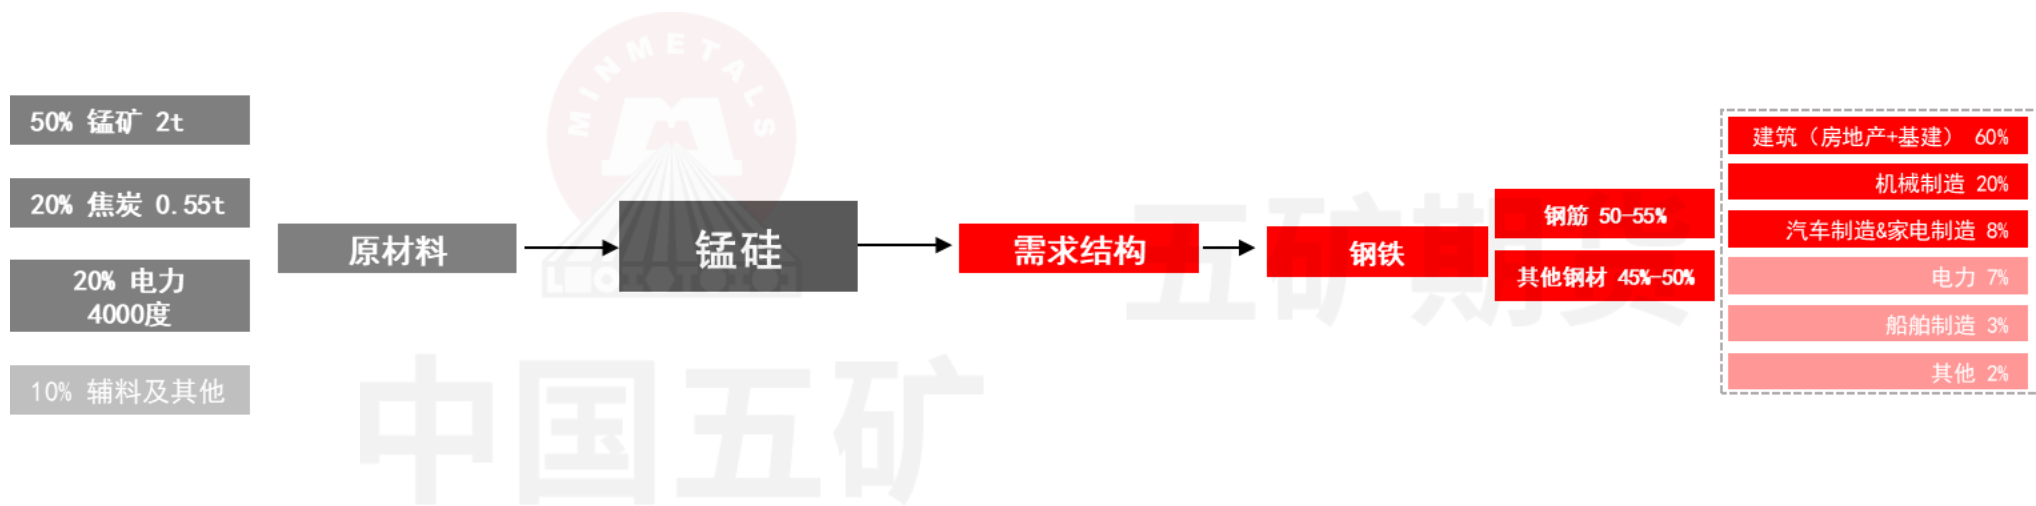 50% 锰矿 2t
20% 焦炭 0.55t
20% 电力
4000度
10% 辅料及其他
原材料
锰硅
需求结构
钢铁
钢筋 50-55%
其他钢材 45%-50%
建筑（房地产+基建） 60%
机械制造 20%
汽车制造&家电制造 8%
电力 7%
船舶制造 3%
其他 2%
MINMETALS
中国五矿
五矿期货